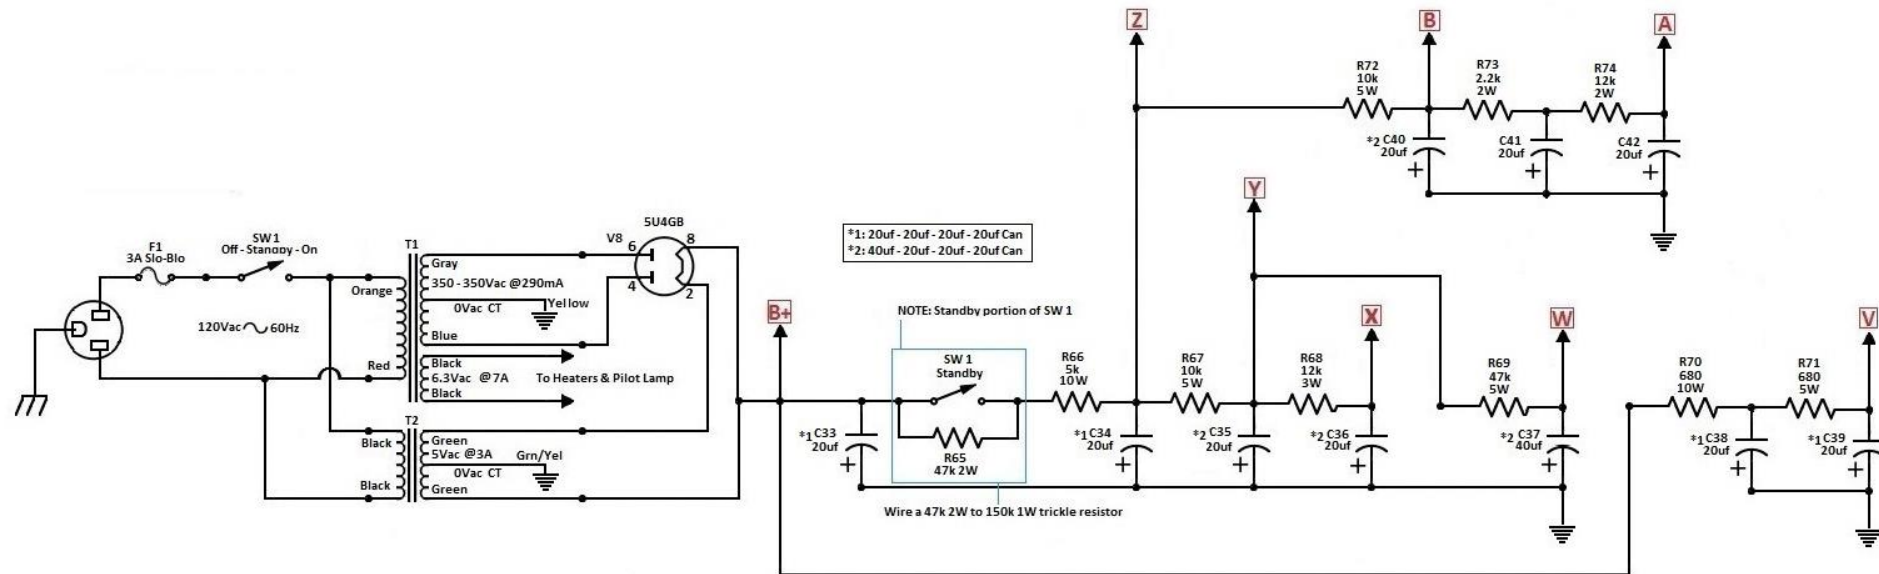 Z
B
A
R72
10k
5W
R73
2.2k
2W
R74
12k
2W
*2 C40
20uf
+
C41
20uf
+
C42
20uf
+
Y
5U4GB
V8
6
8
4
2
*1: 20uf - 20uf - 20uf - 20uf Can
*2: 40uf - 20uf - 20uf - 20uf Can
F1
3A Slo-Blo
SW1
Off - Standby - On
T1
Gray
350 - 350Vac @290mA
Yellow
0Vac CT
Blue
Orange
Red
120Vac 60Hz
Black
6.3Vac @7A
Black
To Heaters & Pilot Lamp
T2
Black
Black
Green
5Vac @3A
Grn/Yel
0Vac CT
Green
B+
NOTE: Standby portion of SW 1
SW 1
Standby
R65
47k 2W
Wire a 47k 2W to 150k 1W trickle resistor
X
W
V
R66
5k
10W
R67
10k
5W
R68
12k
3W
R69
47k
5W
R70
680
10W
R71
680
5W
*1 C33
20uf
+
*1 C34
20uf
+
*2 C35
20uf
+
*2 C36
20uf
+
*2 C37
40uf
+
*1 C38
20uf
+
*1 C39
20uf
+